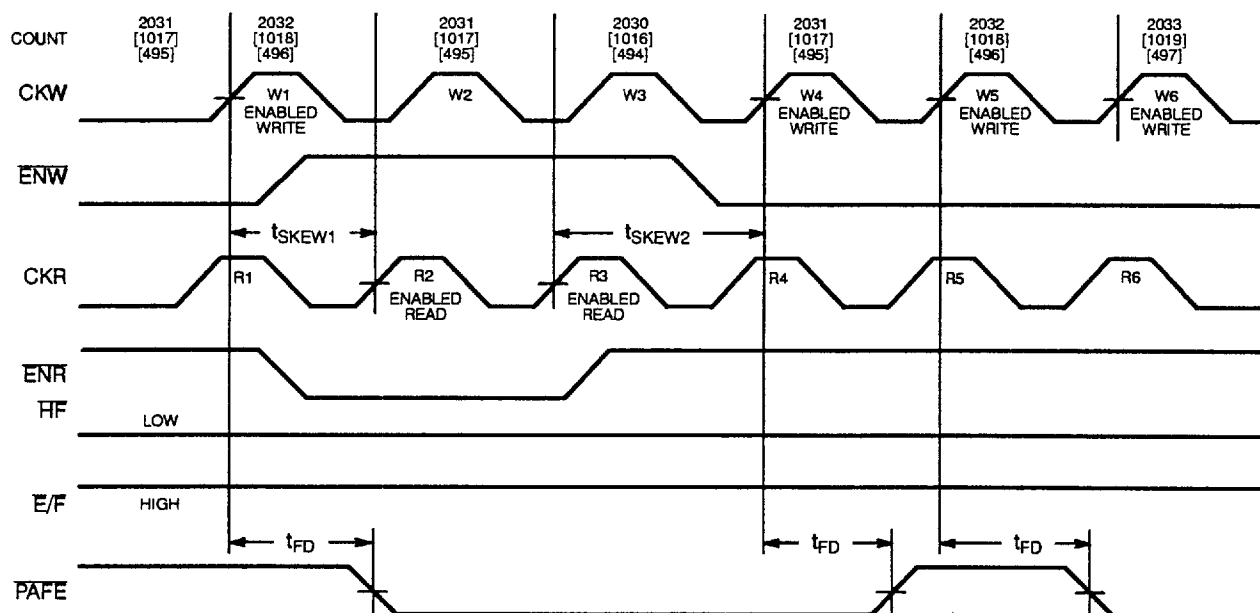 COUNT
2031 2032 2031 2030 2031 2032 2033
[1017] [1018] [1017] [1016] [1017] [1018] [1019]
[495] [496] [495] [494] [495] [496] [497]
CKW
W1 W2 W3 W4 W5 W6
ENABLED ENABLED ENABLED ENABLED
WRITE WRITE WRITE WRITE
ENW
tSKEW1 tSKEW2
CKR
R1 R2 R3 R4 R5 R6
ENABLED ENABLED
READ READ
ENR
HF
LOW
E/F
HIGH
tFD tFD tFD
PAFE